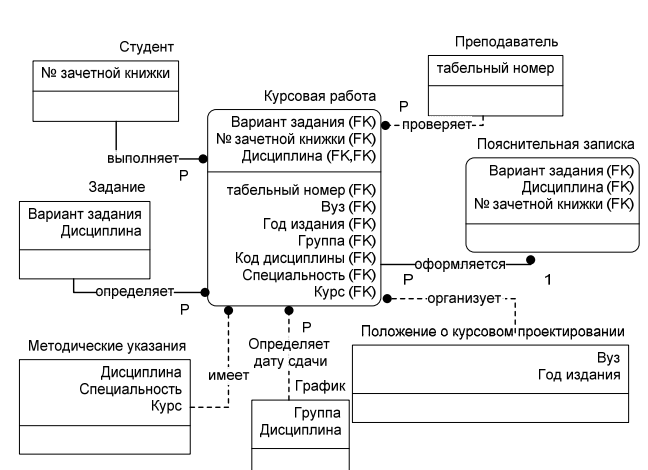 Студент
№ зачетной книжки
Преподаватель
табельный номер
Курсовая работа
Вариант задания (FK)
№ зачетной книжки (FK)
Дисциплина (FK,FK)
табельный номер (FK)
Вуз (FK)
Год издания (FK)
Группа (FK)
Код дисциплины (FK)
Специальность (FK)
Курс (FK)
P
проверяет
Пояснительная записка
Вариант задания (FK)
Дисциплина (FK)
№ зачетной книжки (FK)
выполняет
P
Задание
Вариант задания
Дисциплина
определяет
P
оформляется
P
1
организует
Положение о курсовом проектировании
Вуз
Год издания
Методические указания
Дисциплина
Специальность
Курс
имеет
P
Определяет
дату сдачи
График
Группа
Дисциплина